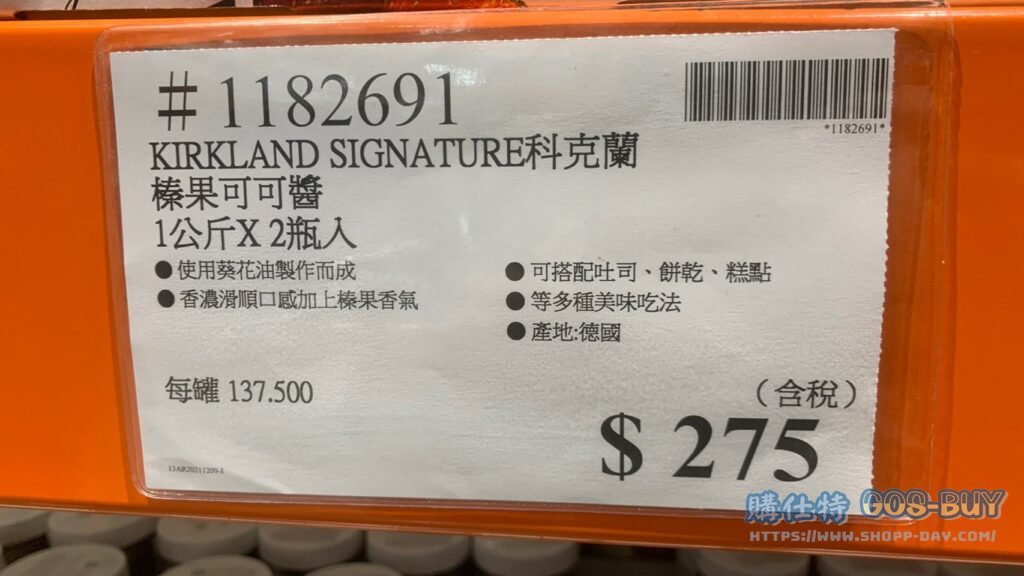 #1182691
*1182691*
KIRKLAND SIGNATURE科克蘭
榛果可可醬
1公斤X 2瓶入
●使用葵花油製作而成
●香濃滑順口感加上榛果香氣
●可搭配吐司、餅乾、糕點
●等多種美味吃法
●產地:德國
每罐 137.500
(含稅)
$ 275
13AR20211209-1
購仕特 GOS-BUY
HTTPS://WWW.SHOPP-DAY.COM/